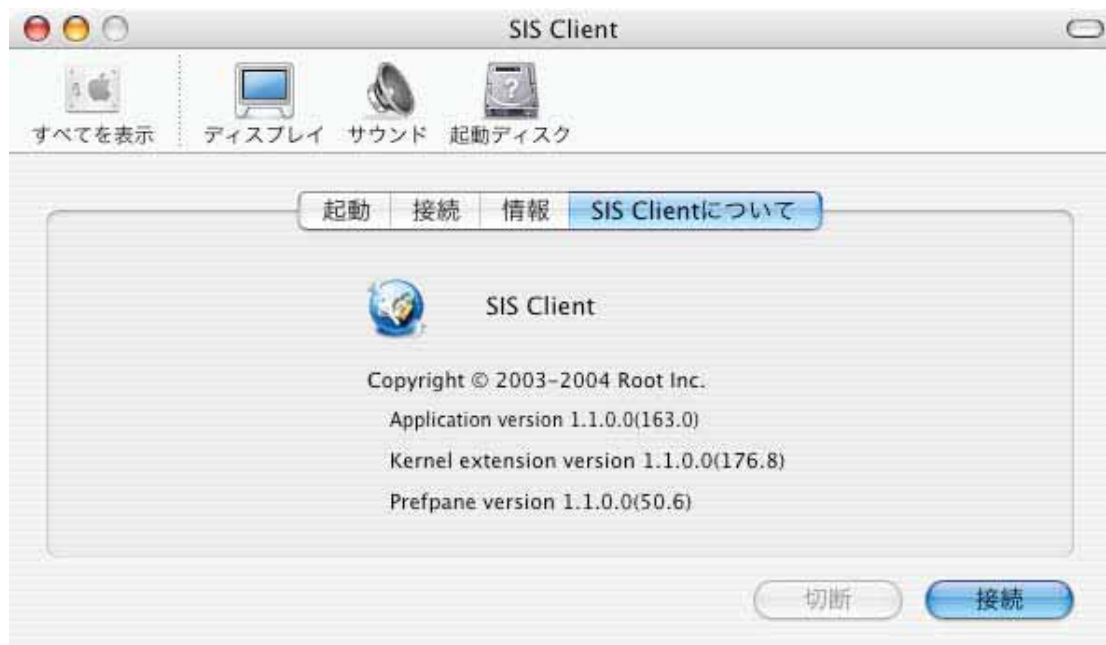 SIS Client
すべてを表示 ディスプレイ サウンド 起動ディスク
起動 接続 情報 SIS Clientについて
SIS Client
Copyright © 2003-2004 Root Inc.
Application version 1.1.0.0(163.0)
Kernel extension version 1.1.0.0(176.8)
Prefpane version 1.1.0.0(50.6)
切断 接続